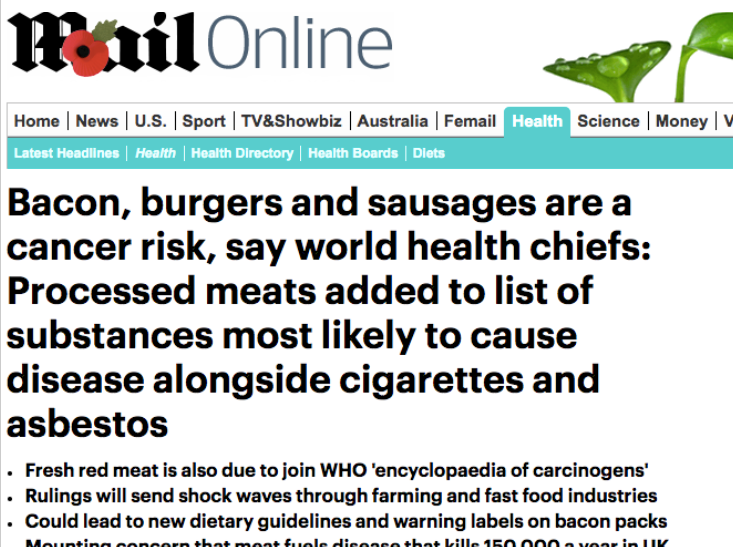 Mail Online
Home | News | U.S. | Sport | TV&Showbiz | Australia | Femail | Health | Science | Money | V
Latest Headlines | Health | Health Directory | Health Boards | Diets
Bacon, burgers and sausages are a
cancer risk, say world health chiefs:
Processed meats added to list of
substances most likely to cause
disease alongside cigarettes and
asbestos
• Fresh red meat is also due to join WHO 'encyclopaedia of carcinogens'
• Rulings will send shock waves through farming and fast food industries
• Could lead to new dietary guidelines and warning labels on bacon packs
• Mounting concern that meat fuels disease that kills 150,000 a year in UK